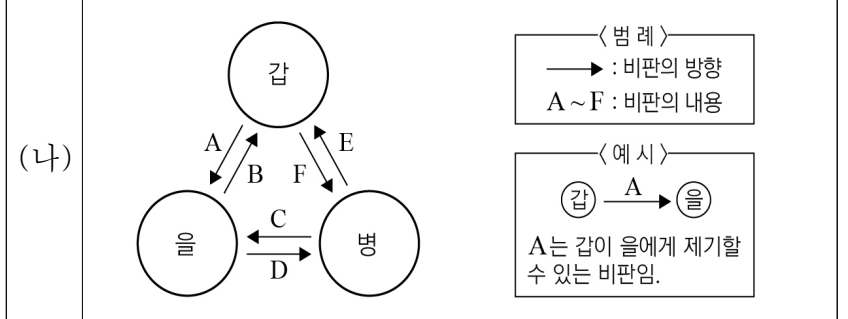 (나)
갑
을
병
A
B
E
F
C
D
〈범 례〉
: 비판의 방향
A ~ F : 비판의 내용
〈예 시〉
갑 A 을
A는 갑이 을에게 제기할
수 있는 비판임.